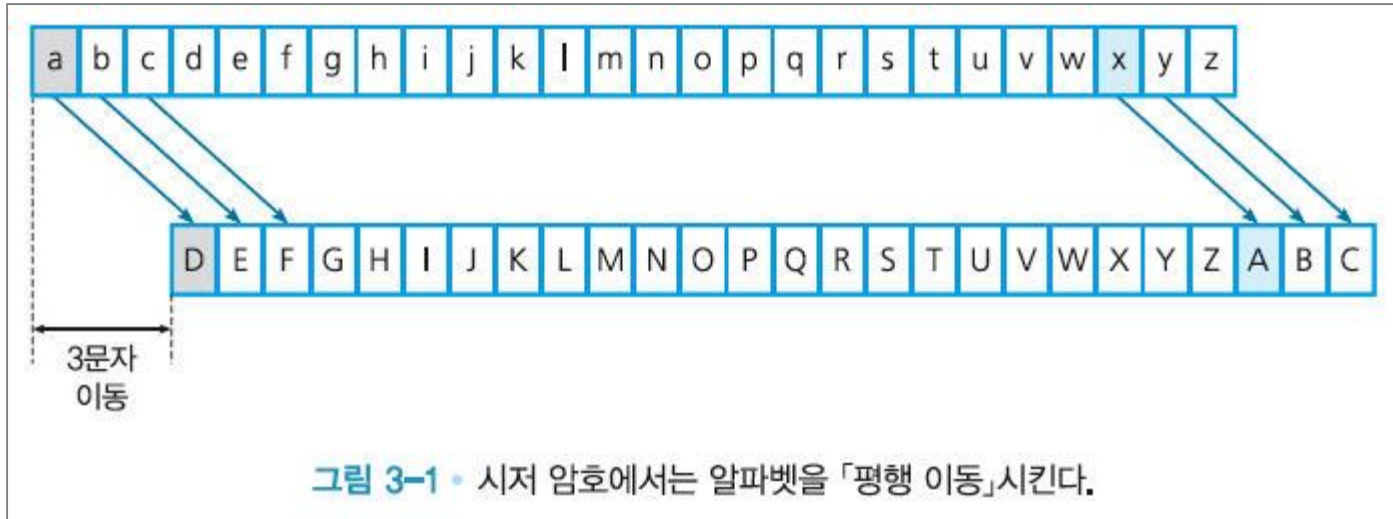 a b c d e f g h i j k l m n o p q r s t u v w x y z
D E F G H I J K L M N O P Q R S T U V W X Y Z A B C
3문자
이동
그림 3-1 • 시저 암호에서는 알파벳을 「평행 이동」시킨다.